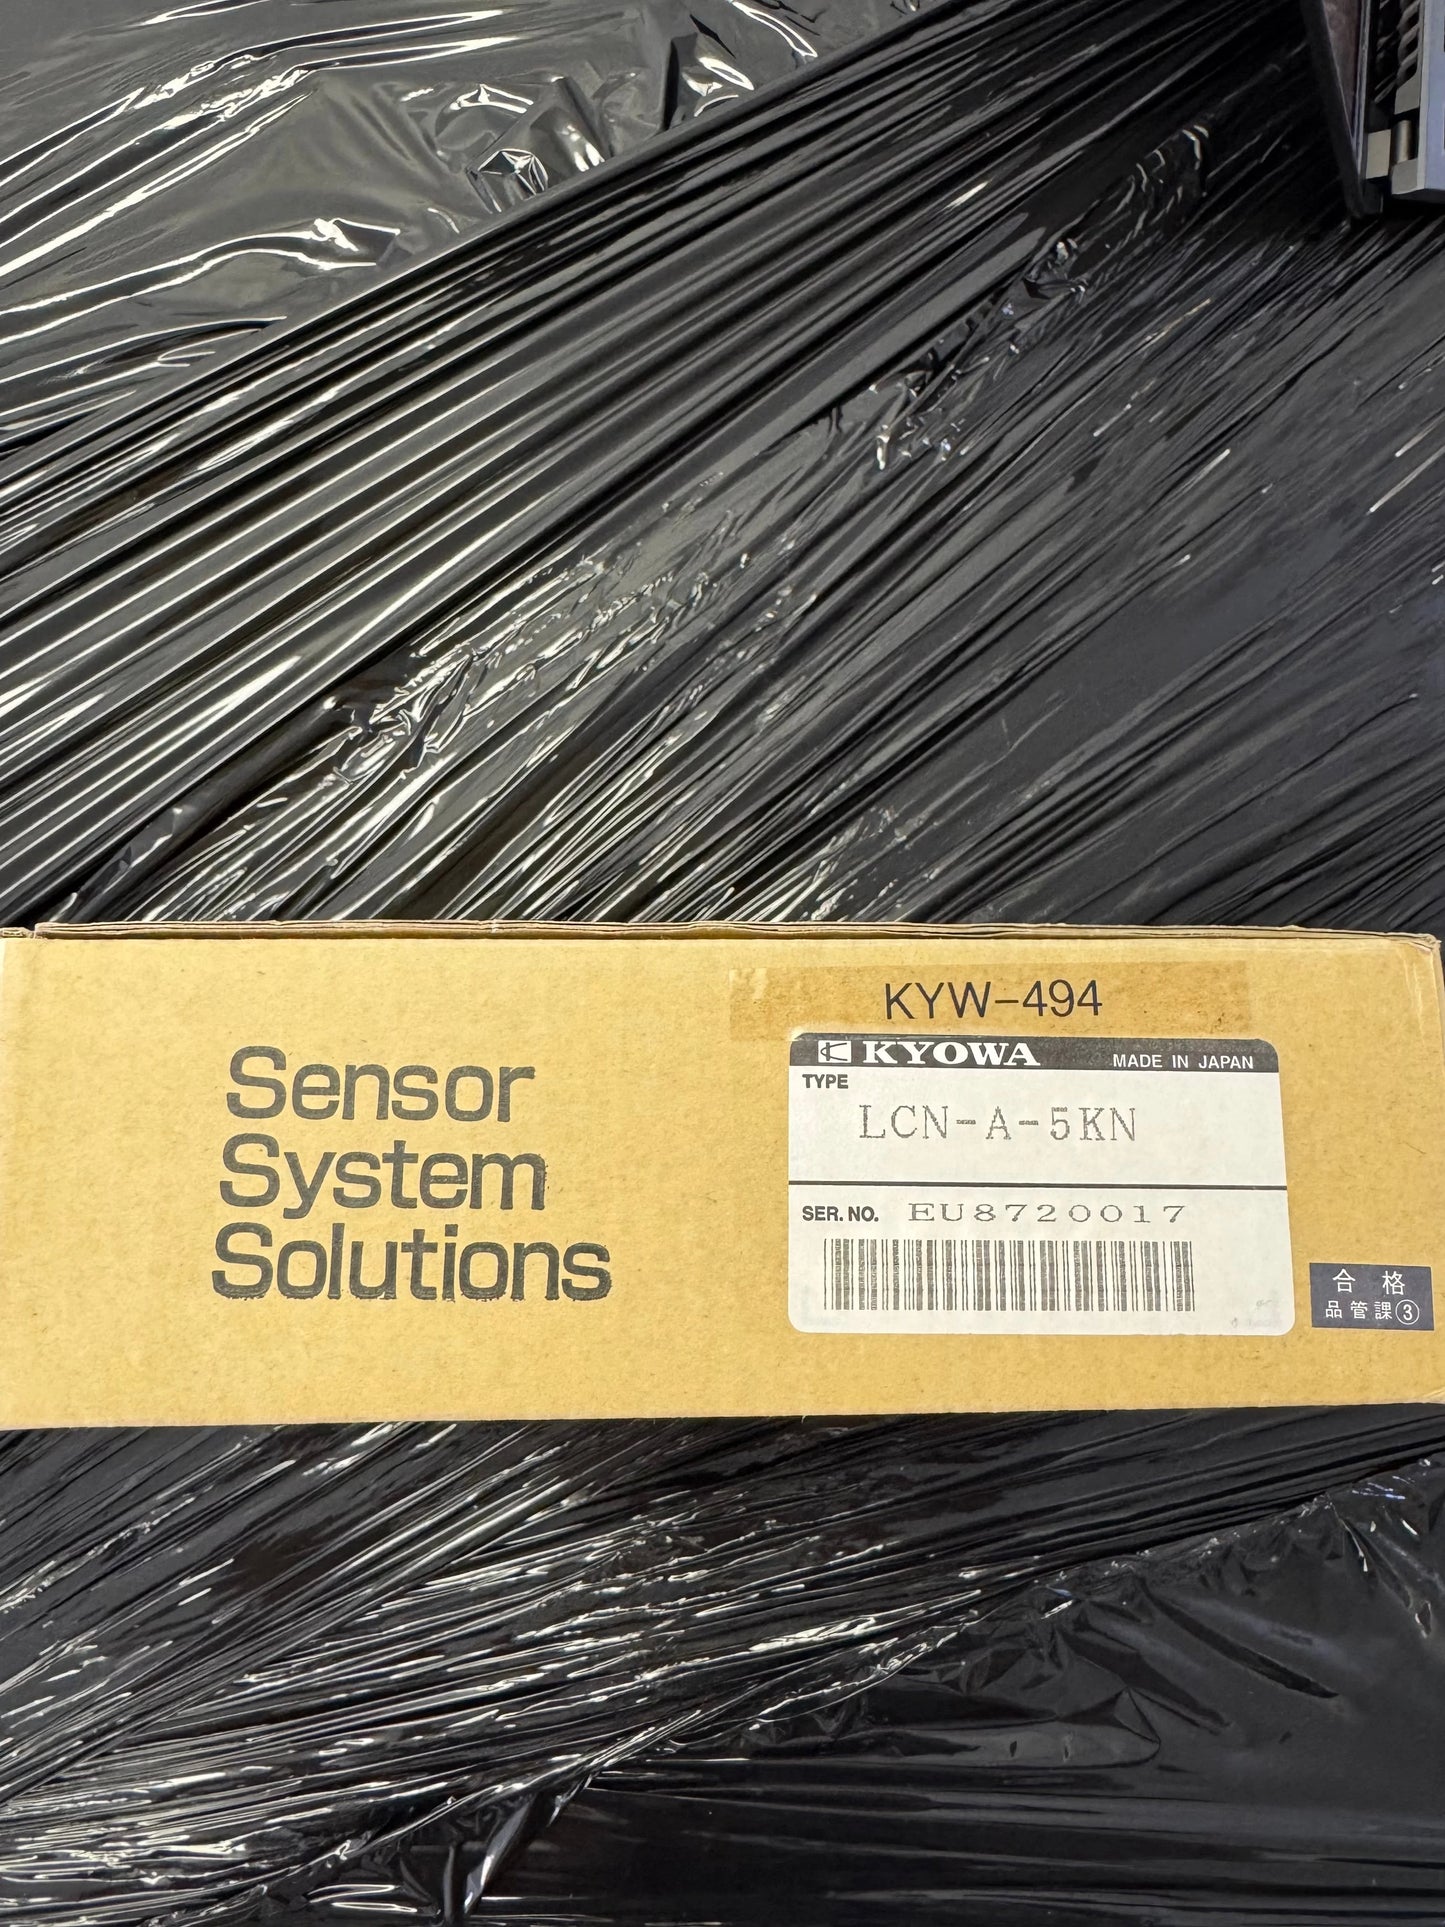 Sensor
System
Solutions
KYW-494
KYOWA MADE IN JAPAN
TYPE
LCN-A-5KN
SER. NO. EU8720017
合格
品管課③